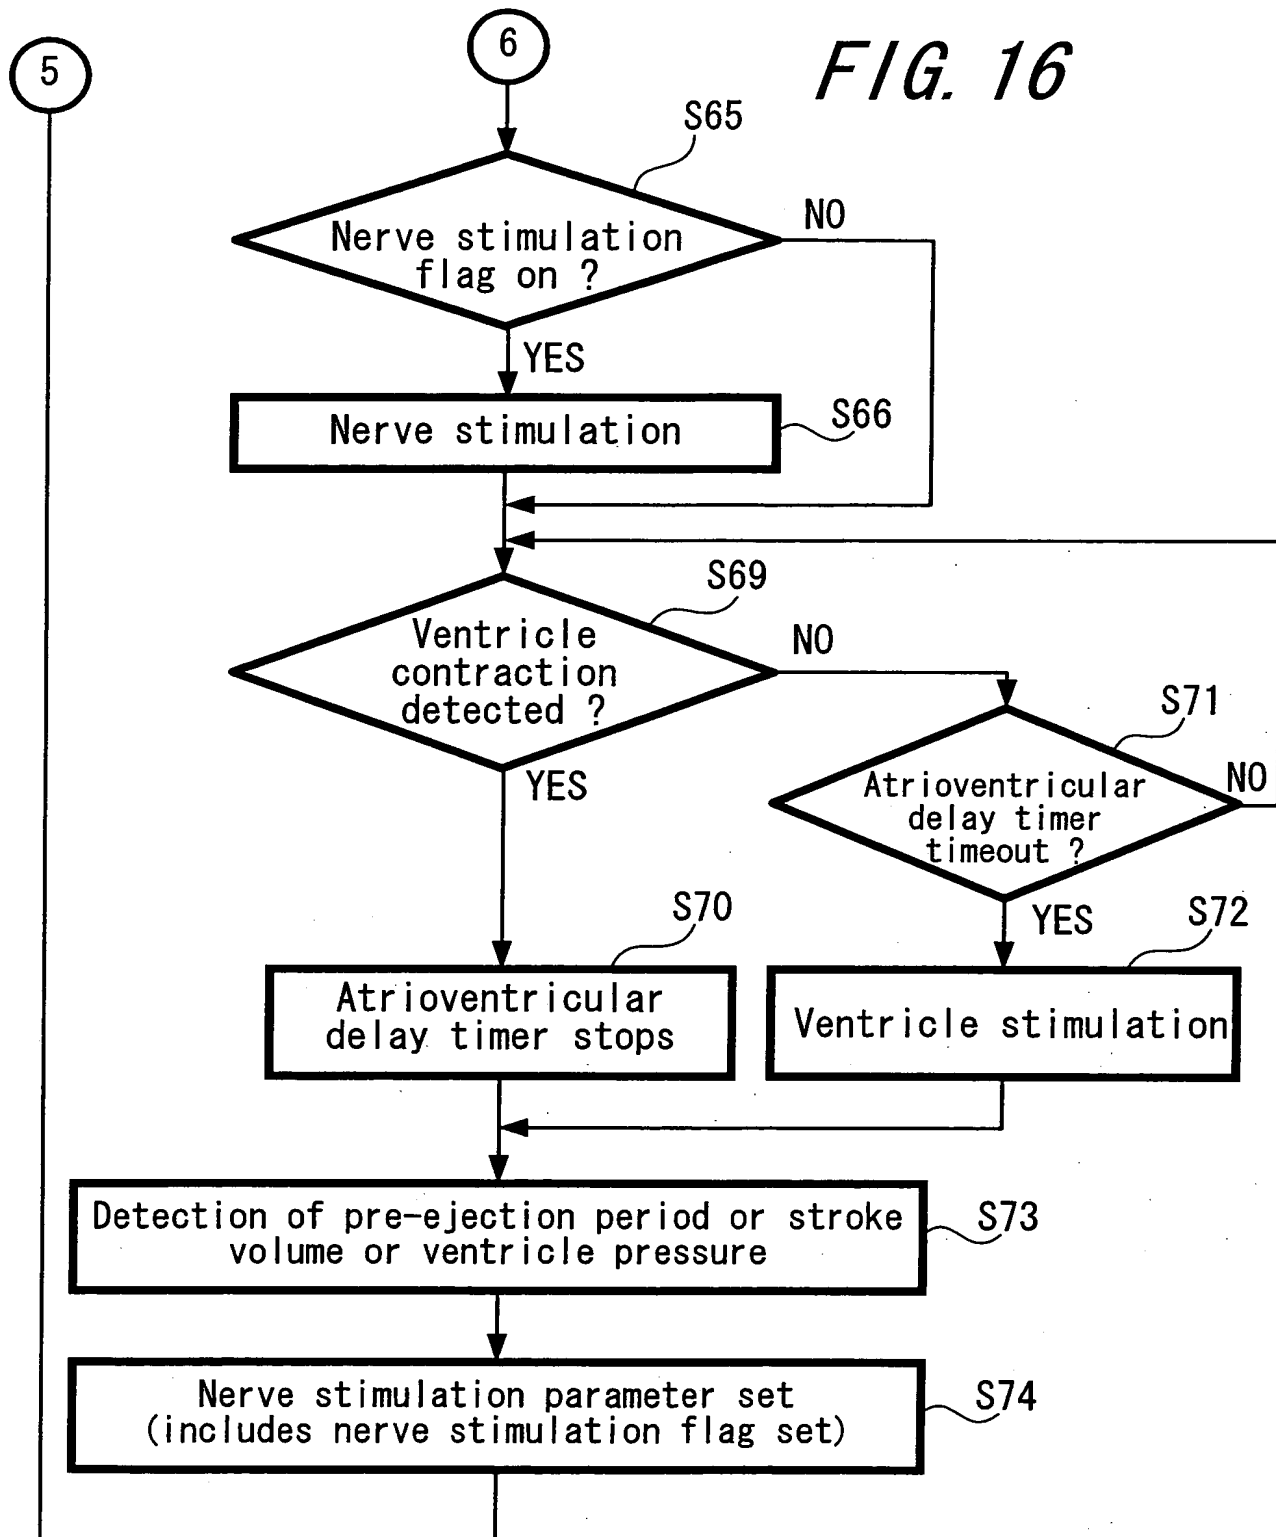 5
6
FIG. 16
S65
Nerve stimulation
flag on ?
NO
YES
Nerve stimulation
S66
S69
Ventricle
contraction
detected ?
NO
YES
S71
Atrioventricular
delay timer
timeout ?
NO
YES
S70
Atrioventricular
delay timer stops
S72
Ventricle stimulation
Detection of pre-ejection period or stroke
volume or ventricle pressure
S73
Nerve stimulation parameter set
(includes nerve stimulation flag set)
S74